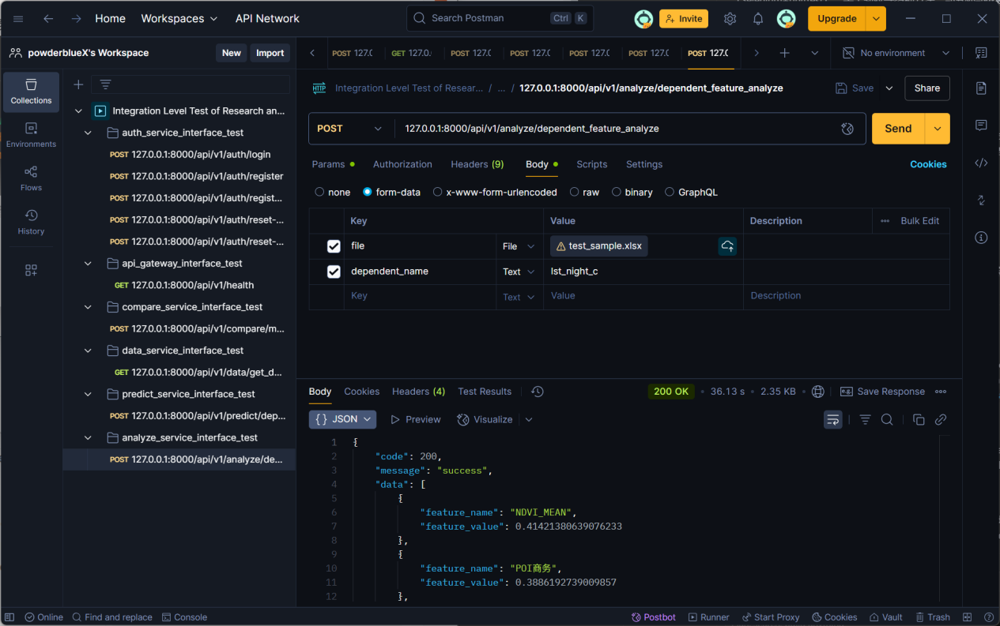 Home Workspaces API Network Search Postman Ctrl K Invite Upgrade
powderblueX's Workspace New Import POST 127.( GET 127.0. POST 127.( POST 127.( POST 127.( POST 127.( POST 127.( No environment
Collections
Environments
Flows
History
Integration Level Test of Research an...
auth_service_interface_test
POST 127.0.0.1:8000/api/v1/auth/login
POST 127.0.0.1:8000/api/v1/auth/register
POST 127.0.0.1:8000/api/v1/auth/regist...
POST 127.0.0.1:8000/api/v1/auth/reset-...
POST 127.0.0.1:8000/api/v1/auth/reset-...
api_gateway_interface_test
GET 127.0.0.1:8000/api/v1/health
compare_service_interface_test
POST 127.0.0.1:8000/api/v1/compare/m...
data_service_interface_test
GET 127.0.0.1:8000/api/v1/data/get_d...
predict_service_interface_test
POST 127.0.0.1:8000/api/v1/predict/dep...
analyze_service_interface_test
POST 127.0.0.1:8000/api/v1/analyze/de...
HTTP Integration Level Test of Resear... / ... / 127.0.0.1:8000/api/v1/analyze/dependent_feature_analyze Save Share
POST 127.0.0.1:8000/api/v1/analyze/dependent_feature_analyze Send
Params Authorization Headers (9) Body Scripts Settings Cookies
none form-data x-www-form-urlencoded raw binary GraphQL
Key Value Description ••• Bulk Edit
file File test_sample.xlsx
dependent_name Text lst_night_c
Key Text Value Description
Body Cookies Headers (4) Test Results 200 OK • 36.13 s • 2.35 KB • Save Response •••
{} JSON Preview Visualize
1 {
2 "code": 200,
3 "message": "success",
4 "data": [
5 {
6 "feature_name": "NDVI_MEAN",
7 "feature_value": 0.41421380639076233
8 },
9 {
10 "feature_name": "POI商务",
11 "feature_value": 0.3886192739009857
12 },
Online Find and replace Console Postbot Runner Start Proxy Cookies Vault Trash